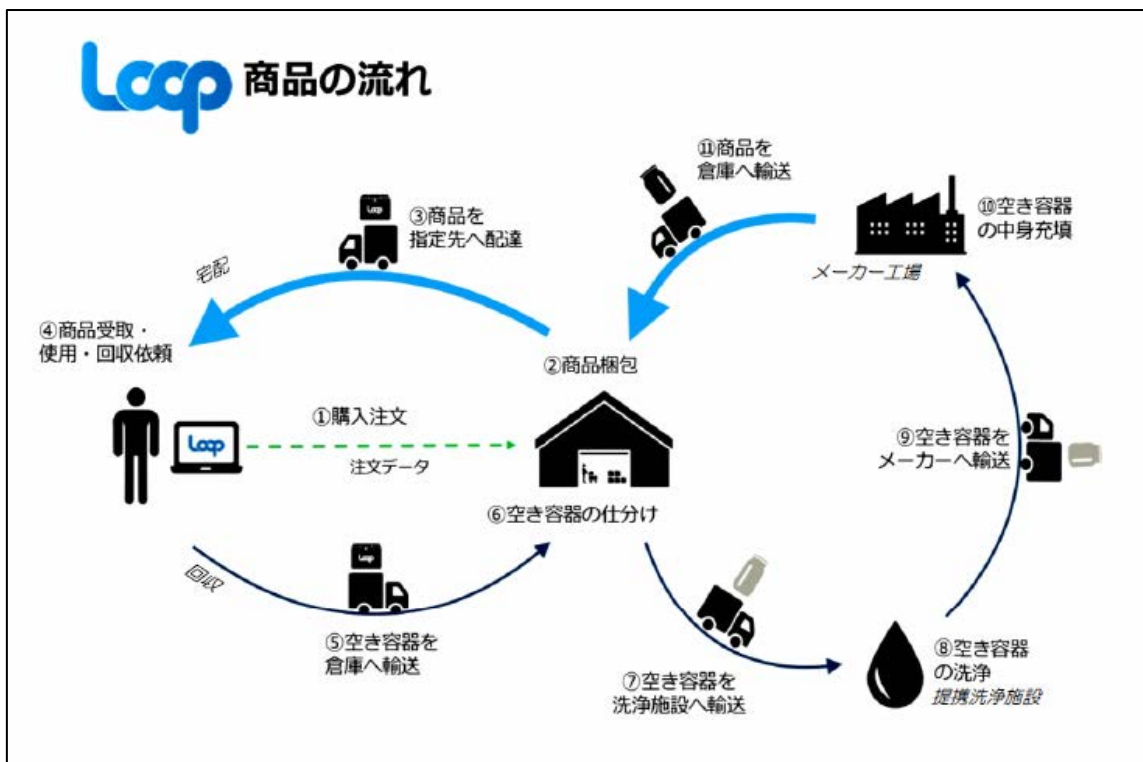 Loop 商品の流れ
⑪商品を
倉庫へ輸送
Loop
③商品を
指定先へ配達
⑩空き容器
の中身充填
メーカー工場
宅配
④商品受取・
使用・回収依頼
②商品梱包
①購入注文
Loop
注文データ
⑨空き容器を
メーカーへ輸送
⑥空き容器の仕分け
回収
Loop
⑤空き容器を
倉庫へ輸送
⑦空き容器を
洗浄施設へ輸送
⑧空き容器
の洗浄
提携洗浄施設